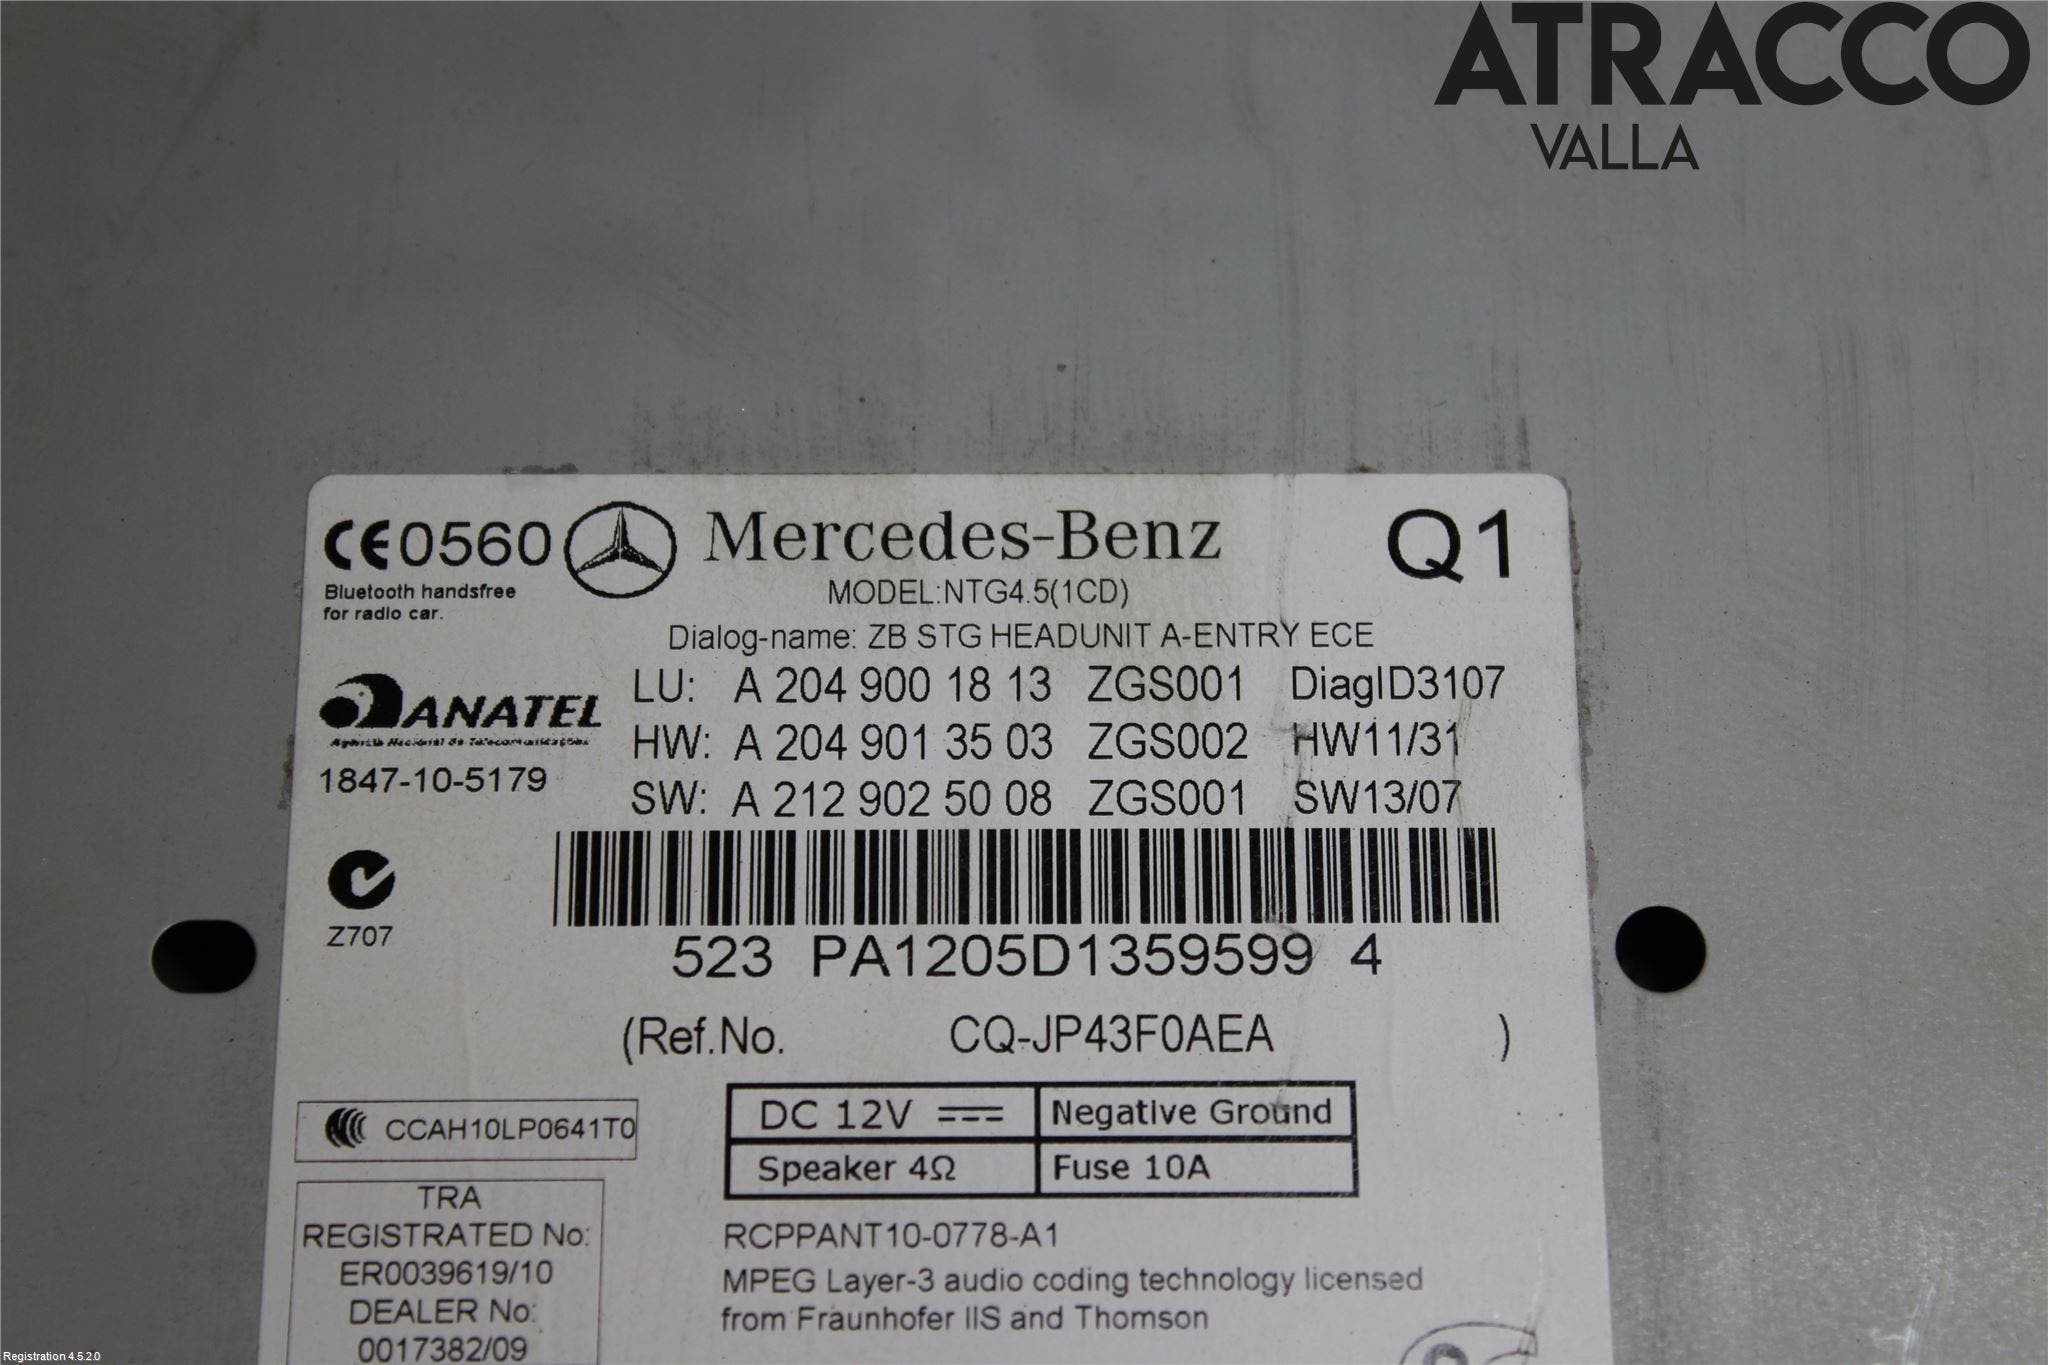 ATRACCO
VALLA
CE0560 Mercedes-Benz Q1
Bluetooth handsfree
for radio car.
MODEL:NTG4.5(1CD)
Dialog-name: ZB STG HEADUNIT A-ENTRY ECE
LU: A 204 900 18 13 ZGS001 DiagID3107
HW: A 204 901 35 03 ZGS002 HW11/31
SW: A 212 902 50 08 ZGS001 SW13/07
ANATEL
Agência Nacional de Telecomunicações
1847-10-5179
Z707
523 PA1205D1359599 4
(Ref.No. CQ-JP43F0AEA )
CCAH10LP0641T0
DC 12V Negative Ground
Speaker 4Ω Fuse 10A
TRA
REGISTRATED No:
ER0039619/10
DEALER No:
0017382/09
RCPPANT10-0778-A1
MPEG Layer-3 audio coding technology licensed
from Fraunhofer IIS and Thomson
Registration 4.5.2.0